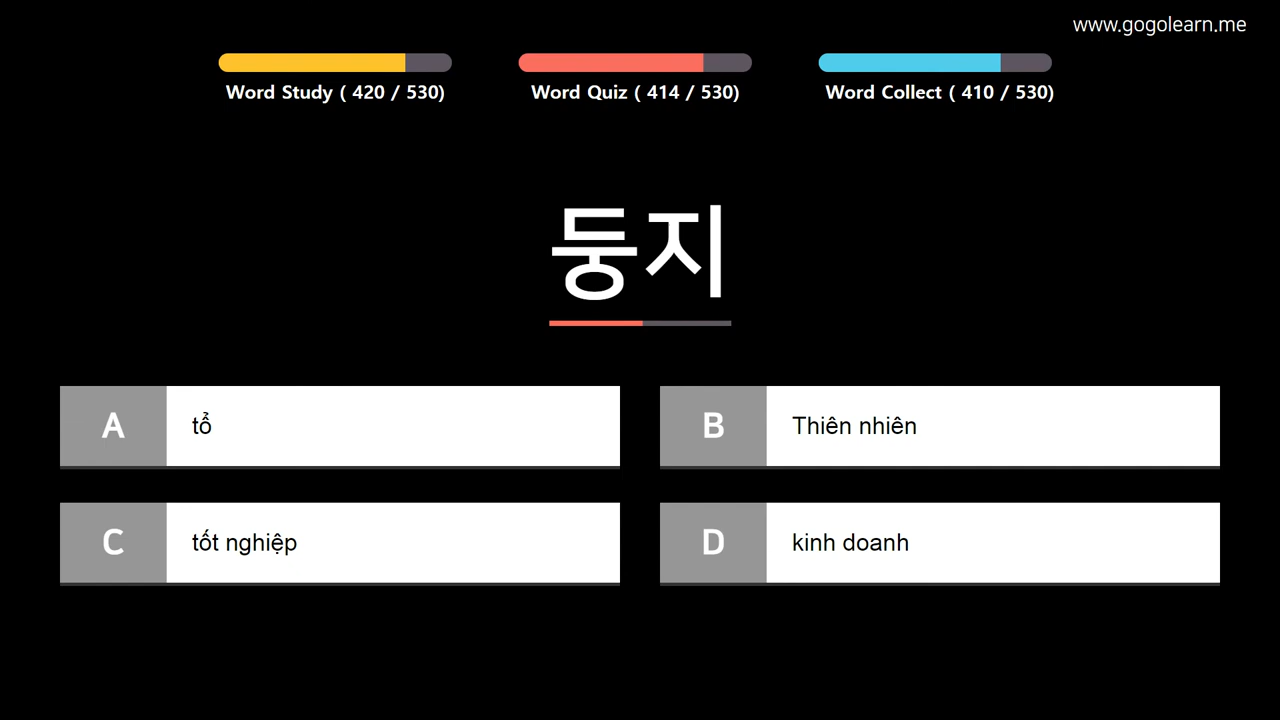 www.gogolearn.me
Word Study ( 420 / 530)
Word Quiz ( 414 / 530)
Word Collect ( 410 / 530)
둥지
A tổ
B Thiên nhiên
C tốt nghiệp
D kinh doanh